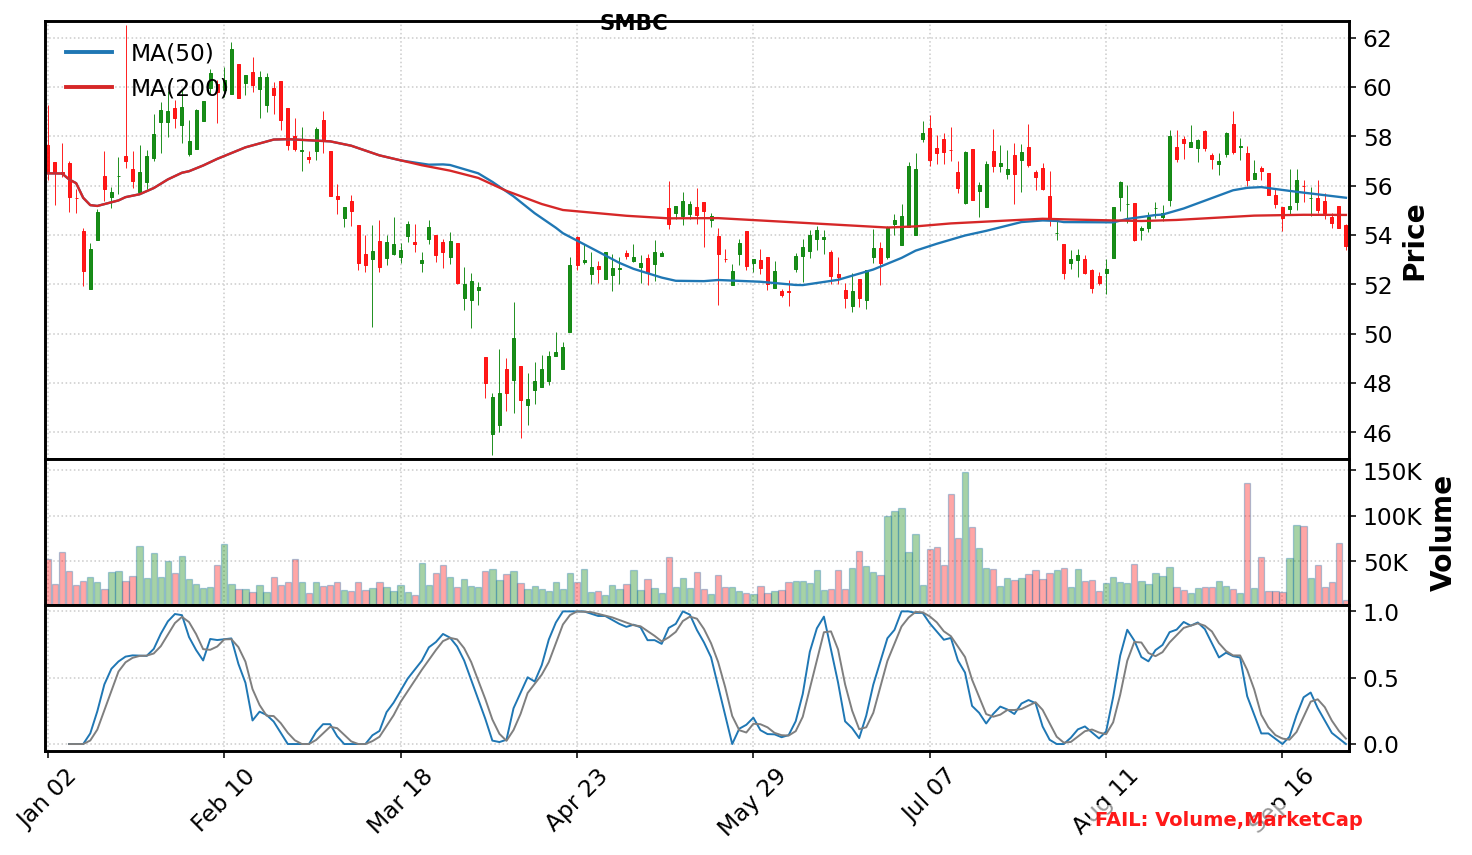 SMBC
MA(50)
MA(200)
62
60
58
56
54
52
50
48
46
Price
150K
100K
50K
Volume
1.0
0.5
0.0
Jan 02
Feb 10
Mar 18
Apr 23
May 29
Jul 07
Aug 11
Sep 16
FAIL: Volume,MarketCap